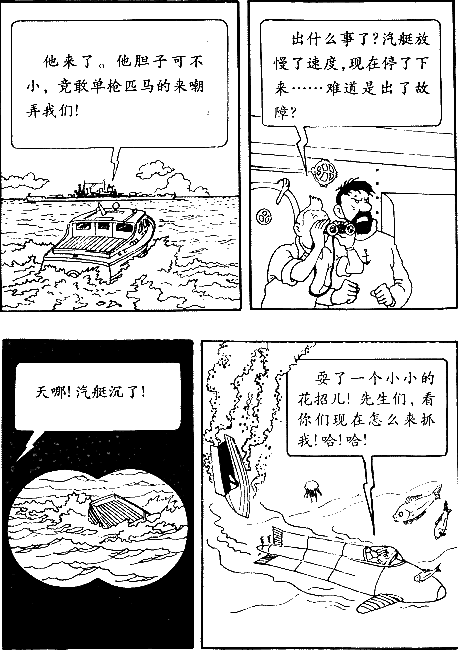 他来了。他胆子可不
小，竟敢单枪匹马的来嘲
弄我们！
出什么事了？汽艇放
慢了速度，现在停了下
来……难道是出了故
障？
天哪！汽艇沉了！
耍了一个小小的
花招儿！先生们，看
你们现在怎么来抓
我！哈！哈！